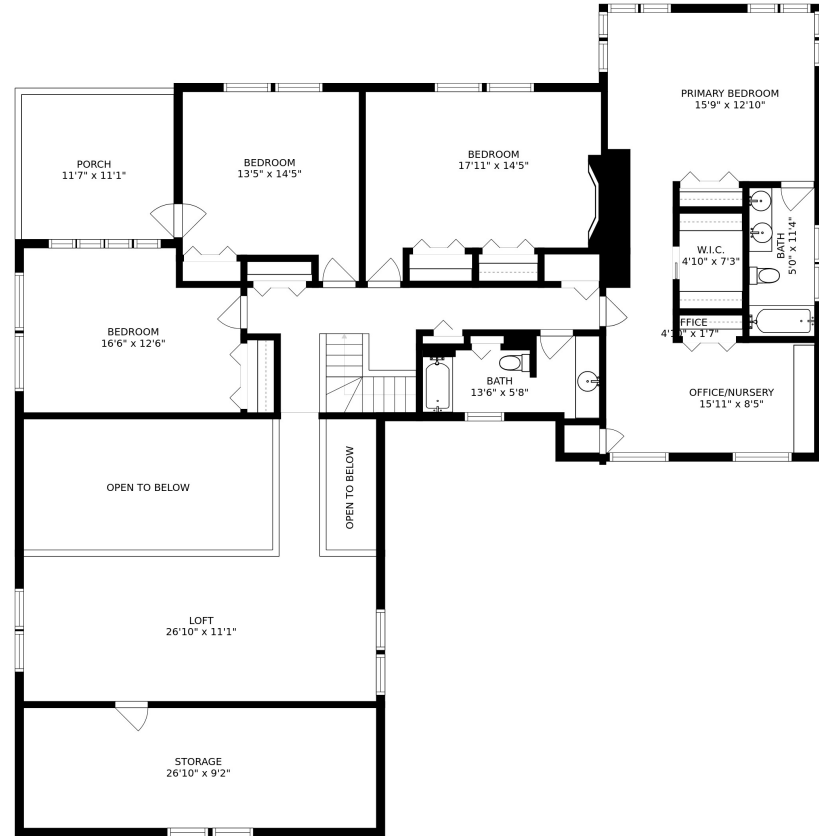 PRIMARY BEDROOM
15'9" x 12'10"
PORCH
11'7" x 11'1"
BEDROOM
13'5" x 14'5"
BEDROOM
17'11" x 14'5"
W.I.C.
4'10" x 7'3"
BATH
5'0" x 11'4"
BEDROOM
16'6" x 12'6"
FFICE
x 1'7"
BATH
13'6" x 5'8"
OFFICE/NURSERY
15'11" x 8'5"
OPEN TO BELOW
OPEN TO BELOW
LOFT
26'10" x 11'1"
STORAGE
26'10" x 9'2"